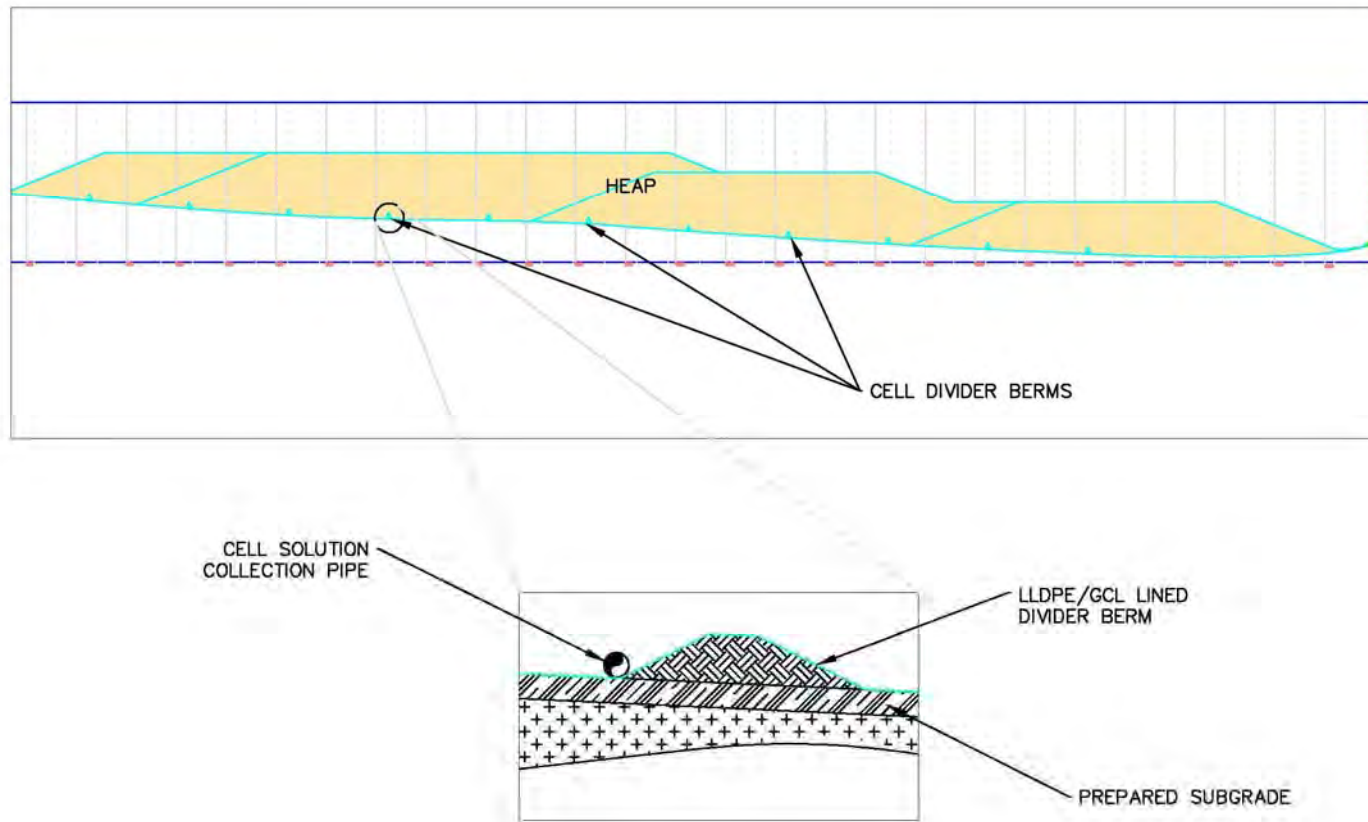 HEAP
CELL DIVIDER BERMS
CELL SOLUTION
COLLECTION PIPE
LLDPE/GCL LINED
DIVIDER BERM
PREPARED SUBGRADE